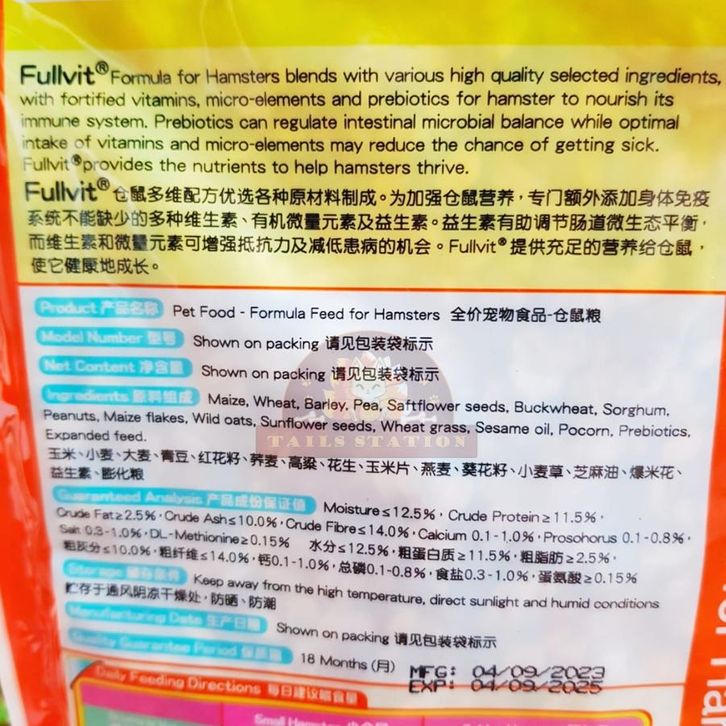 Fullvit® Formula for Hamsters blends with various high quality selected ingredients,
with fortified vitamins, micro-elements and prebiotics for hamster to nourish its
immune system. Prebiotics can regulate intestinal microbial balance while optimal
intake of vitamins and micro-elements may reduce the chance of getting sick.
Fullvit® provides the nutrients to help hamsters thrive.
Fullvit® 仓鼠多维配方优选各种原材料制成。为加强仓鼠营养，专门额外添加身体免疫
系统不能缺少的多种维生素、有机微量元素及益生素。益生素有助调节肠道微生态平衡，
而维生素和微量元素可增强抵抗力及减低患病的机会。Fullvit® 提供充足的营养给仓鼠，
使它健康地成长。
Product 产品名称 Pet Food - Formula Feed for Hamsters 全价宠物食品-仓鼠粮
Model Number 型号 Shown on packing 请见包装袋标示
Net Content 净含量 Shown on packing 请见包装袋标示
Ingredients 原料组成 Maize, Wheat, Barley, Pea, Saftflower seeds, Buckwheat, Sorghum,
Peanuts, Maize flakes, Wild oats, Sunflower seeds, Wheat grass, Sesame oil, Pocorn, Prebiotics,
Expanded feed.
TAILS STATION
玉米、小麦、大麦、青豆、红花籽、荞麦、高粱、花生、玉米片、燕麦、葵花籽、小麦草、芝麻油、爆米花、
益生素、膨化粮
Guaranteed Analysis 产品成份保证值 Moisture≤12.5%, Crude Protein≥11.5%,
Crude Fat≥2.5%, Crude Ash≤10.0%, Crude Fibre≤14.0%, Calcium 0.1-1.0%, Prosohorus 0.1-0.8%,
Salt 0.3-1.0%, DL-Methionine≥0.15% 水分≤12.5%, 粗蛋白质≥11.5%, 粗脂肪≥2.5%,
粗灰分≤10.0%, 粗纤维≤14.0%, 钙0.1-1.0%, 总磷0.1-0.8%, 食盐0.3-1.0%, 蛋氨酸≥0.15%
Storage 储存条件 Keep away from the high temperature, direct sunlight and humid conditions
贮存于通风阴凉干燥处，防晒、防潮
Manufacturing Date 生产日期 Shown on packing 请见包装袋标示
Quality Guarantee Period 保质期 18 Months (月)
MFG: 04/09/2023
EXP: 04/09/2025
Daily Feeding Directions 每日建议喂食量
Small Hamster